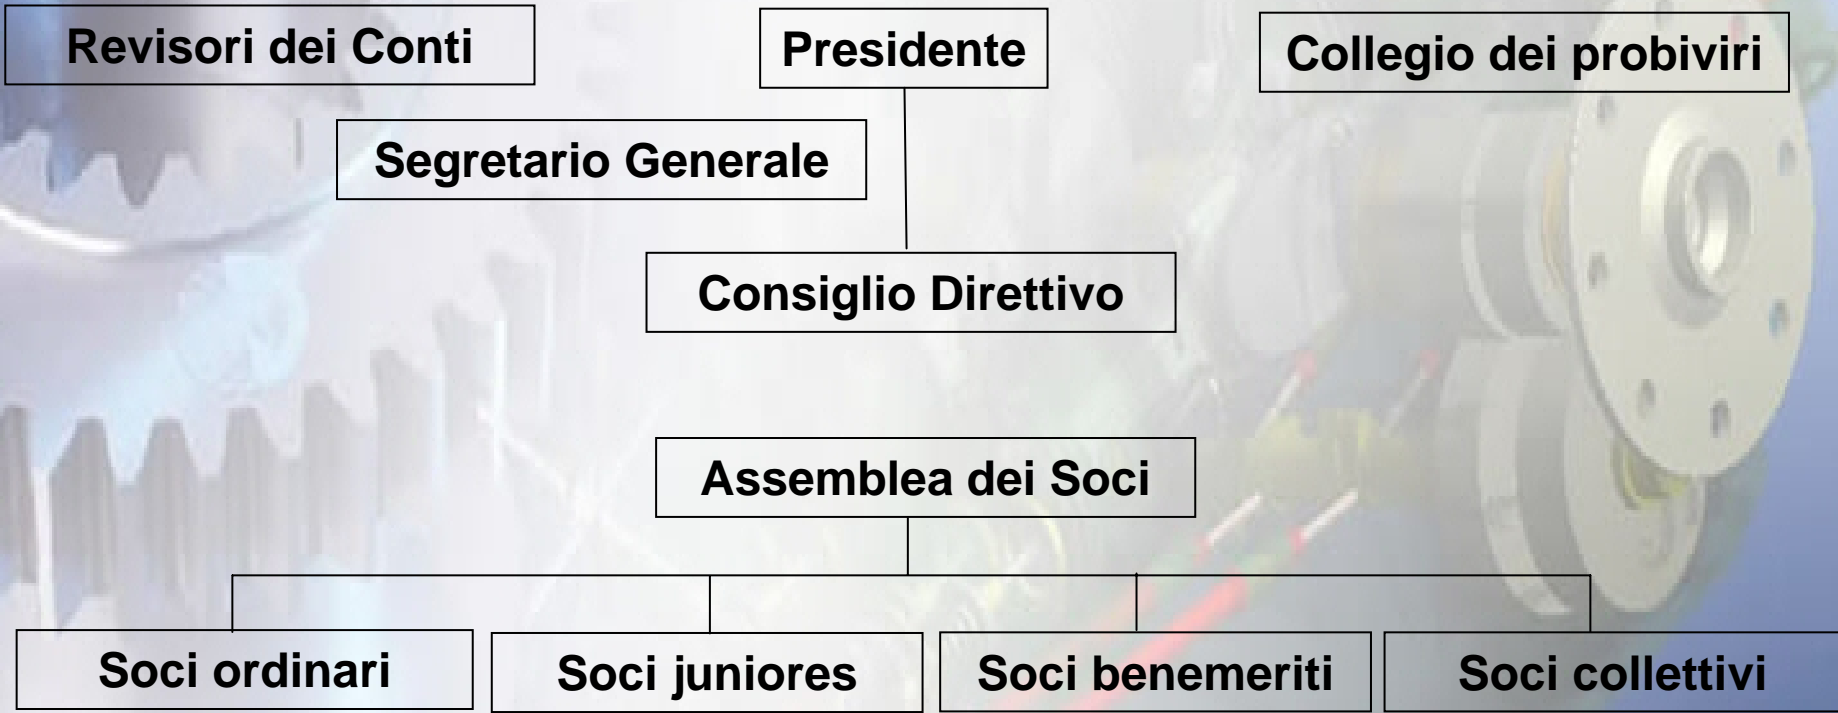 Revisori dei Conti
Presidente
Collegio dei probiviri
Segretario Generale
Consiglio Direttivo
Assemblea dei Soci
Soci ordinari
Soci juniores
Soci benemeriti
Soci collettivi